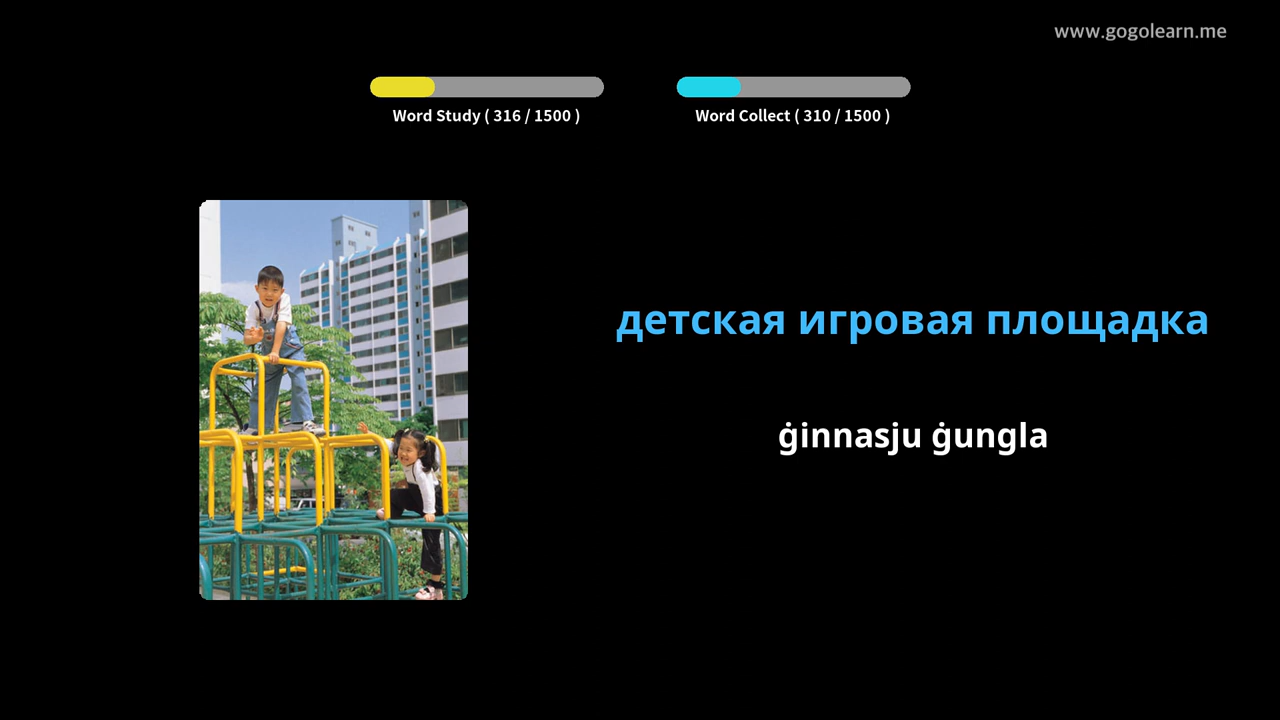 www.gogolearn.me
Word Study ( 316 / 1500 )
Word Collect ( 310 / 1500 )
детская игровая площадка
ġinnasju ġungla